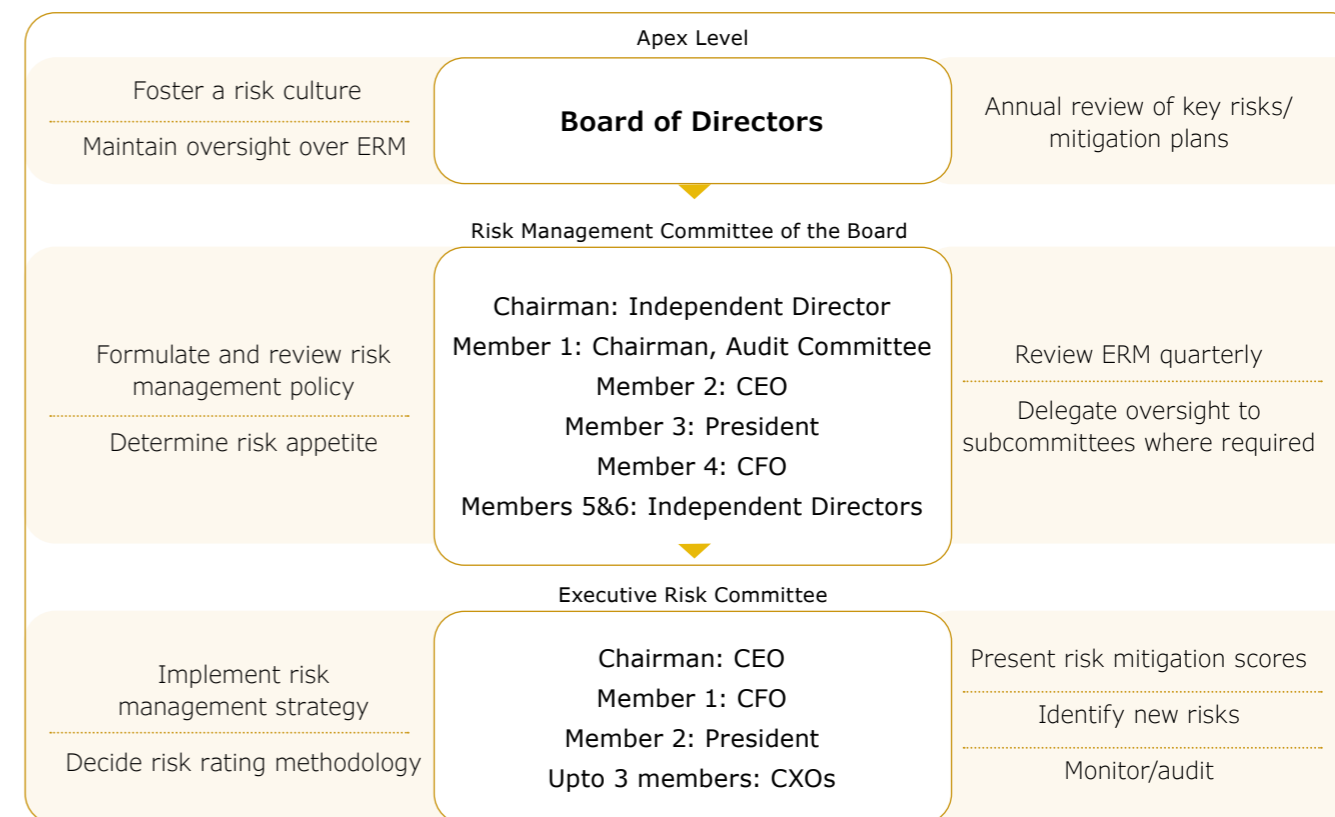 Apex Level
Foster a risk culture
Maintain oversight over ERM
Board of Directors
Annual review of key risks/
mitigation plans
Risk Management Committee of the Board
Formulate and review risk
management policy
Determine risk appetite
Chairman: Independent Director
Member 1: Chairman, Audit Committee
Member 2: CEO
Member 3: President
Member 4: CFO
Members 5&6: Independent Directors
Review ERM quarterly
Delegate oversight to
subcommittees where required
Executive Risk Committee
Implement risk
management strategy
Decide risk rating methodology
Chairman: CEO
Member 1: CFO
Member 2: President
Upto 3 members: CXOs
Present risk mitigation scores
Identify new risks
Monitor/audit